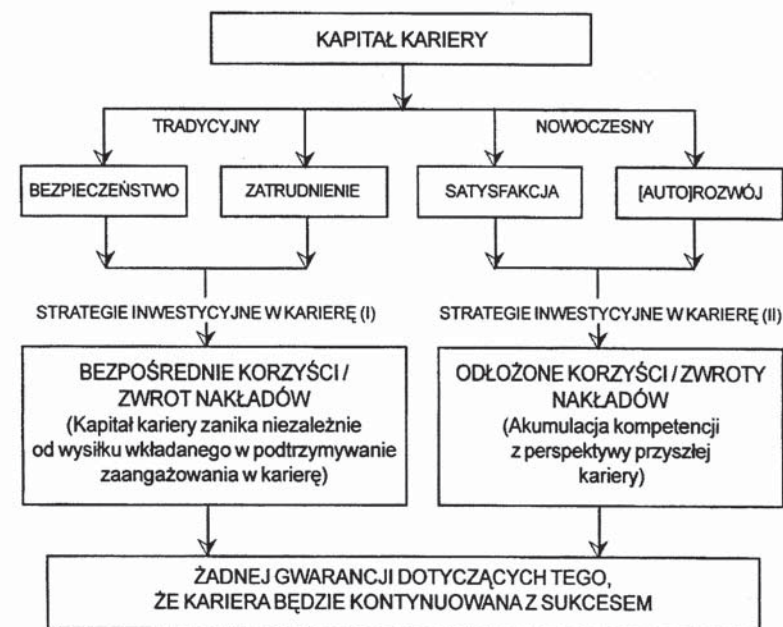 KAPITAŁ KARIERY
TRADYCYJNY
NOWOCZESNY
BEZPIECZEŃSTWO
ZATRUDNIENIE
SATYSFAKCJA
[AUTO]ROZWÓJ
STRATEGIE INWESTYCYJNE W KARIERĘ (I)
STRATEGIE INWESTYCYJNE W KARIERĘ (II)
BEZPOŚREDNIE KORZYŚCI /
ZWROT NAKŁADÓW
(Kapitał kariery zanika niezależnie
od wysiłku wkładanego w podtrzymywanie
zaangażowania w karierę)
ODŁOŻONE KORZYŚCI / ZWROTY
NAKŁADÓW
(Akumulacja kompetencji
z perspektywy przyszłej
kariery)
ŻADNEJ GWARANCJI DOTYCZĄCYCH TEGO,
ŻE KARIERA BĘDZIE KONTYNUOWANA Z SUKCESEM